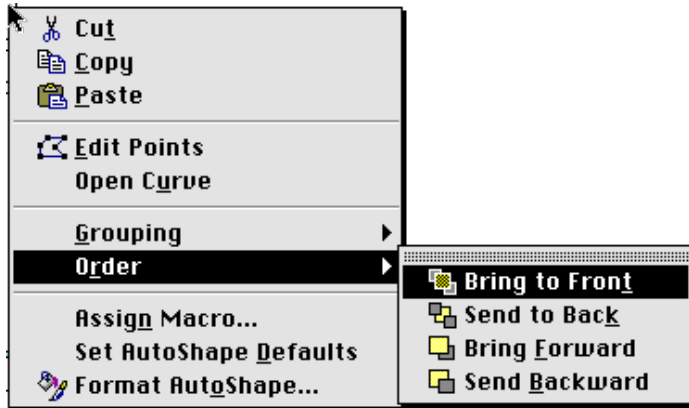 Cut
Copy
Paste
Edit Points
Open Curve
Grouping
Order
Assign Macro...
Set AutoShape Defaults
Format AutoShape...
Bring to Front
Send to Back
Bring Forward
Send Backward